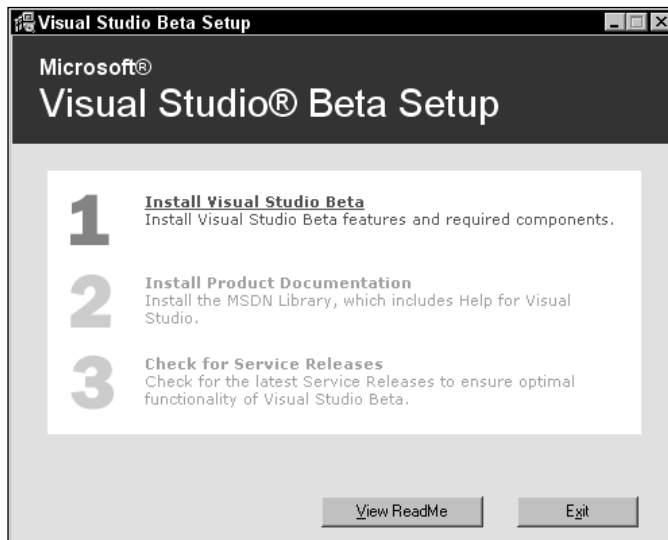 Visual Studio Beta Setup
Microsoft®
Visual Studio® Beta Setup
1
Install Visual Studio Beta
Install Visual Studio Beta features and required components.
2
Install Product Documentation
Install the MSDN Library, which includes Help for Visual
Studio.
3
Check for Service Releases
Check for the latest Service Releases to ensure optimal
functionality of Visual Studio Beta.
View ReadMe
Exit